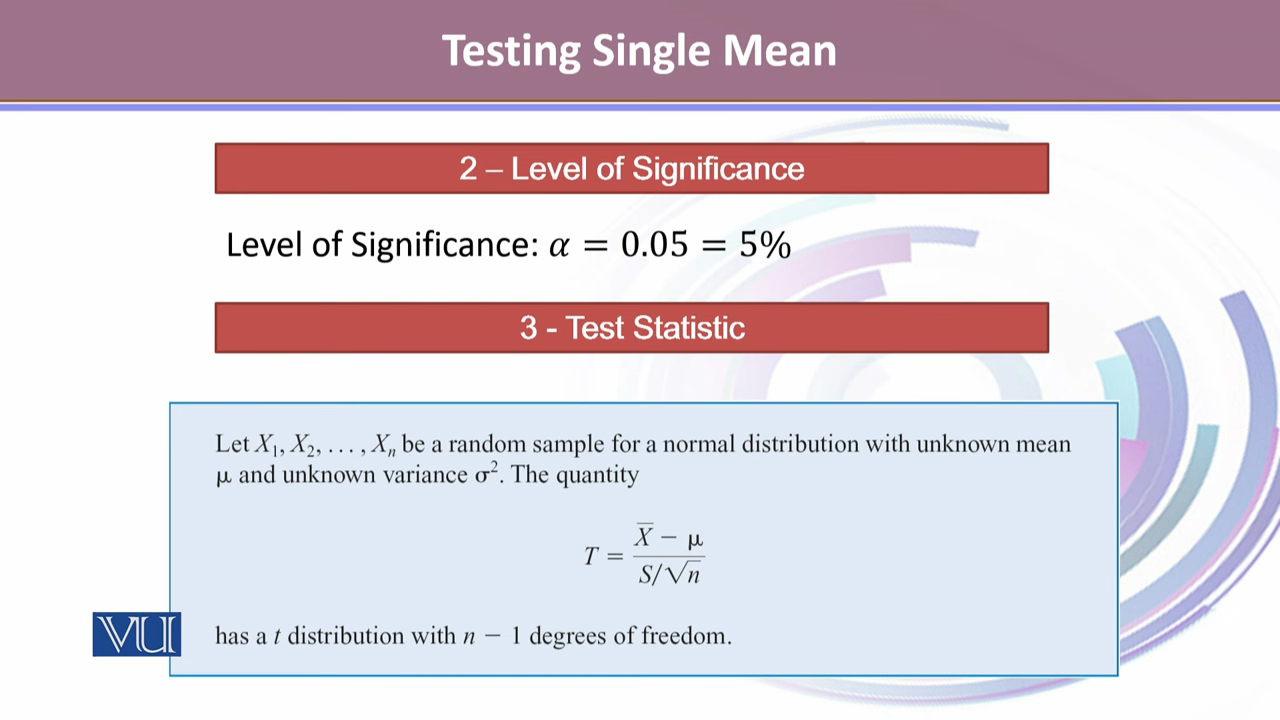 Testing Single Mean
2 – Level of Significance
Level of Significance: α = 0.05 = 5%
3 - Test Statistic
Let X₁, X₂, . . . , Xₙ be a random sample for a normal distribution with unknown mean
μ and unknown variance σ². The quantity
T = (X̄ − μ) / (S/√n)
has a t distribution with n − 1 degrees of freedom.
VU